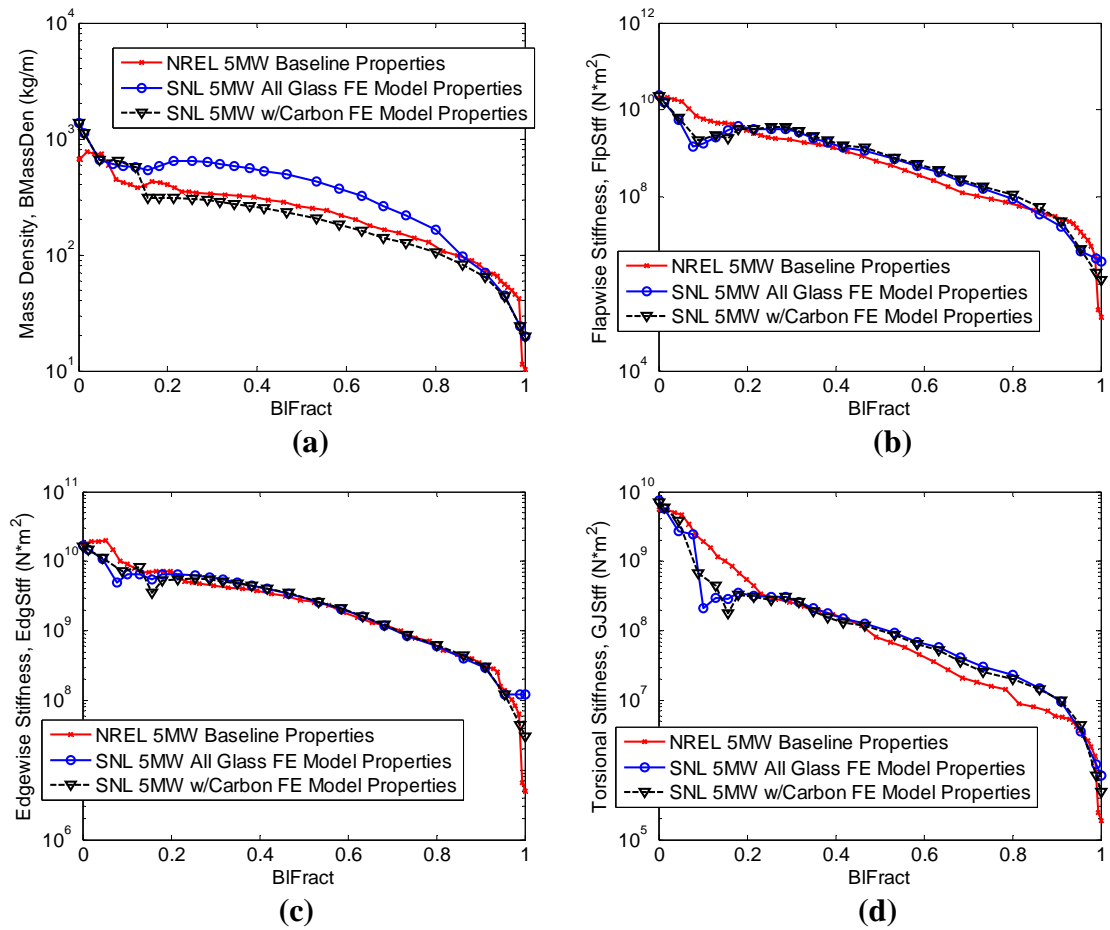 10^4
10^3
10^2
10^1
Mass Density, BMassDen (kg/m)
NREL 5MW Baseline Properties
SNL 5MW All Glass FE Model Properties
SNL 5MW w/Carbon FE Model Properties
0 0.2 0.4 0.6 0.8 1
BlFract
(a)
10^12
10^10
10^8
10^4
Flapwise Stiffness, FlpStff (N*m^2)
NREL 5MW Baseline Properties
SNL 5MW All Glass FE Model Properties
SNL 5MW w/Carbon FE Model Properties
0 0.2 0.4 0.6 0.8 1
BlFract
(b)
10^11
10^10
10^9
10^8
10^6
Edgewise Stiffness, EdgStff (N*m^2)
NREL 5MW Baseline Properties
SNL 5MW All Glass FE Model Properties
SNL 5MW w/Carbon FE Model Properties
0 0.2 0.4 0.6 0.8 1
BlFract
(c)
10^10
10^9
10^8
10^7
10^5
Torsional Stiffness, GJStff (N*m^2)
NREL 5MW Baseline Properties
SNL 5MW All Glass FE Model Properties
SNL 5MW w/Carbon FE Model Properties
0 0.2 0.4 0.6 0.8 1
BlFract
(d)